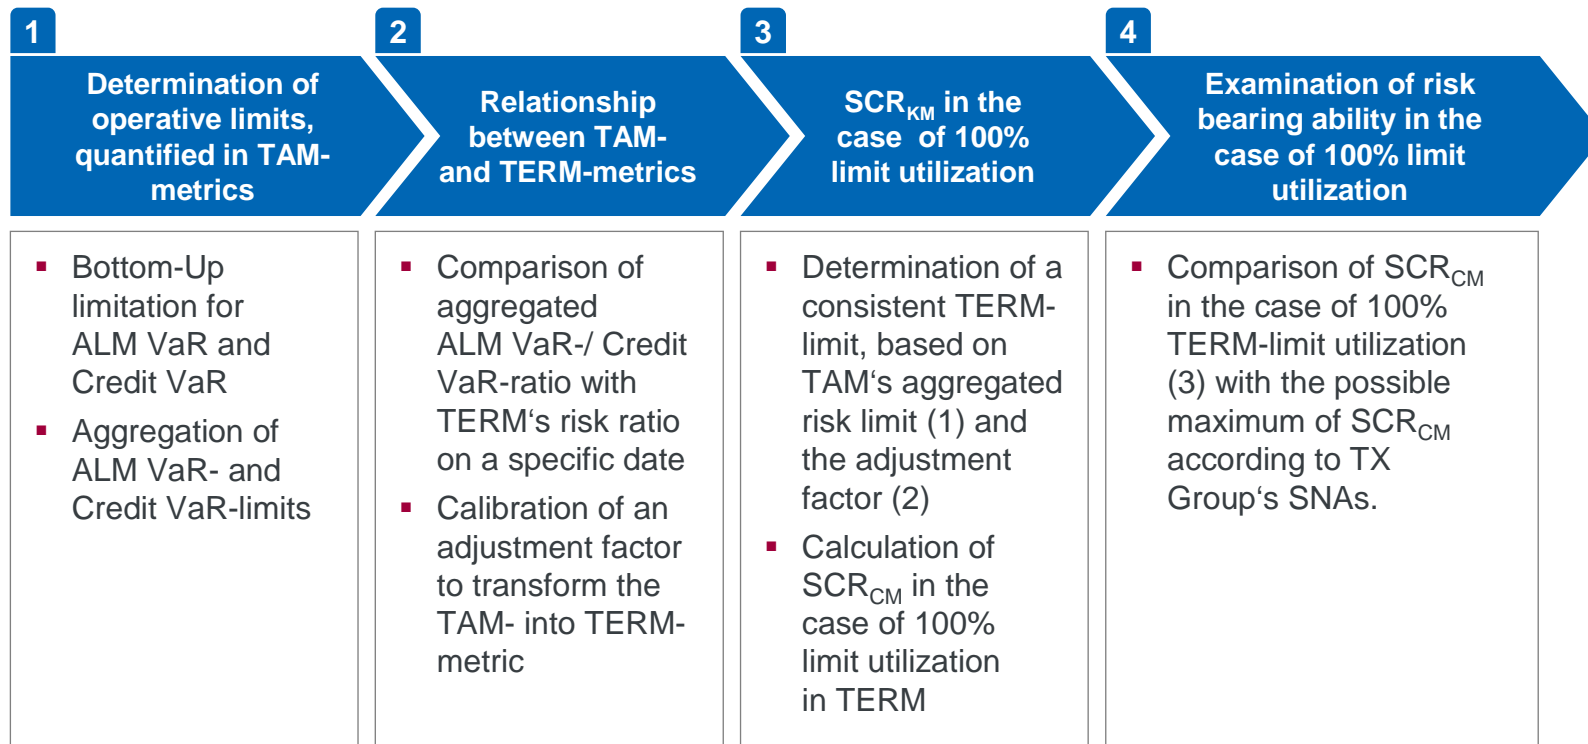 1
Determination of
operative limits,
quantified in TAM-
metrics
▪ Bottom-Up
limitation for
ALM VaR and
Credit VaR
▪ Aggregation of
ALM VaR- and
Credit VaR-limits
2
Relationship
between TAM-
and TERM-metrics
▪ Comparison of
aggregated
ALM VaR-/ Credit
VaR-ratio with
TERM‘s risk ratio
on a specific date
▪ Calibration of an
adjustment factor
to transform the
TAM- into TERM-
metric
3
SCR_KM in the
case of 100%
limit utilization
▪ Determination of a
consistent TERM-
limit, based on
TAM‘s aggregated
risk limit (1) and
the adjustment
factor (2)
▪ Calculation of
SCR_CM in the
case of 100%
limit utilization
in TERM
4
Examination of risk
bearing ability in the
case of 100% limit
utilization
▪ Comparison of SCR_CM
in the case of 100%
TERM-limit utilization
(3) with the possible
maximum of SCR_CM
according to TX
Group‘s SNAs.